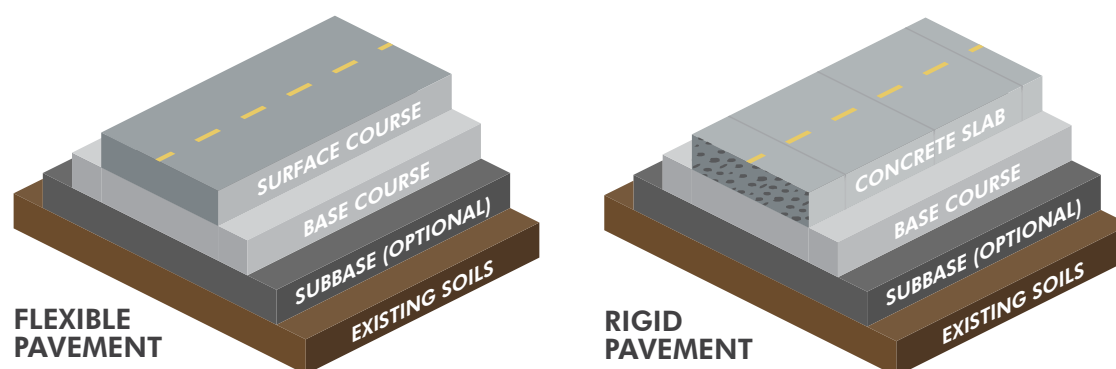 SURFACE COURSE
BASE COURSE
SUBBASE (OPTIONAL)
EXISTING SOILS
FLEXIBLE
PAVEMENT
CONCRETE SLAB
BASE COURSE
SUBBASE (OPTIONAL)
EXISTING SOILS
RIGID
PAVEMENT